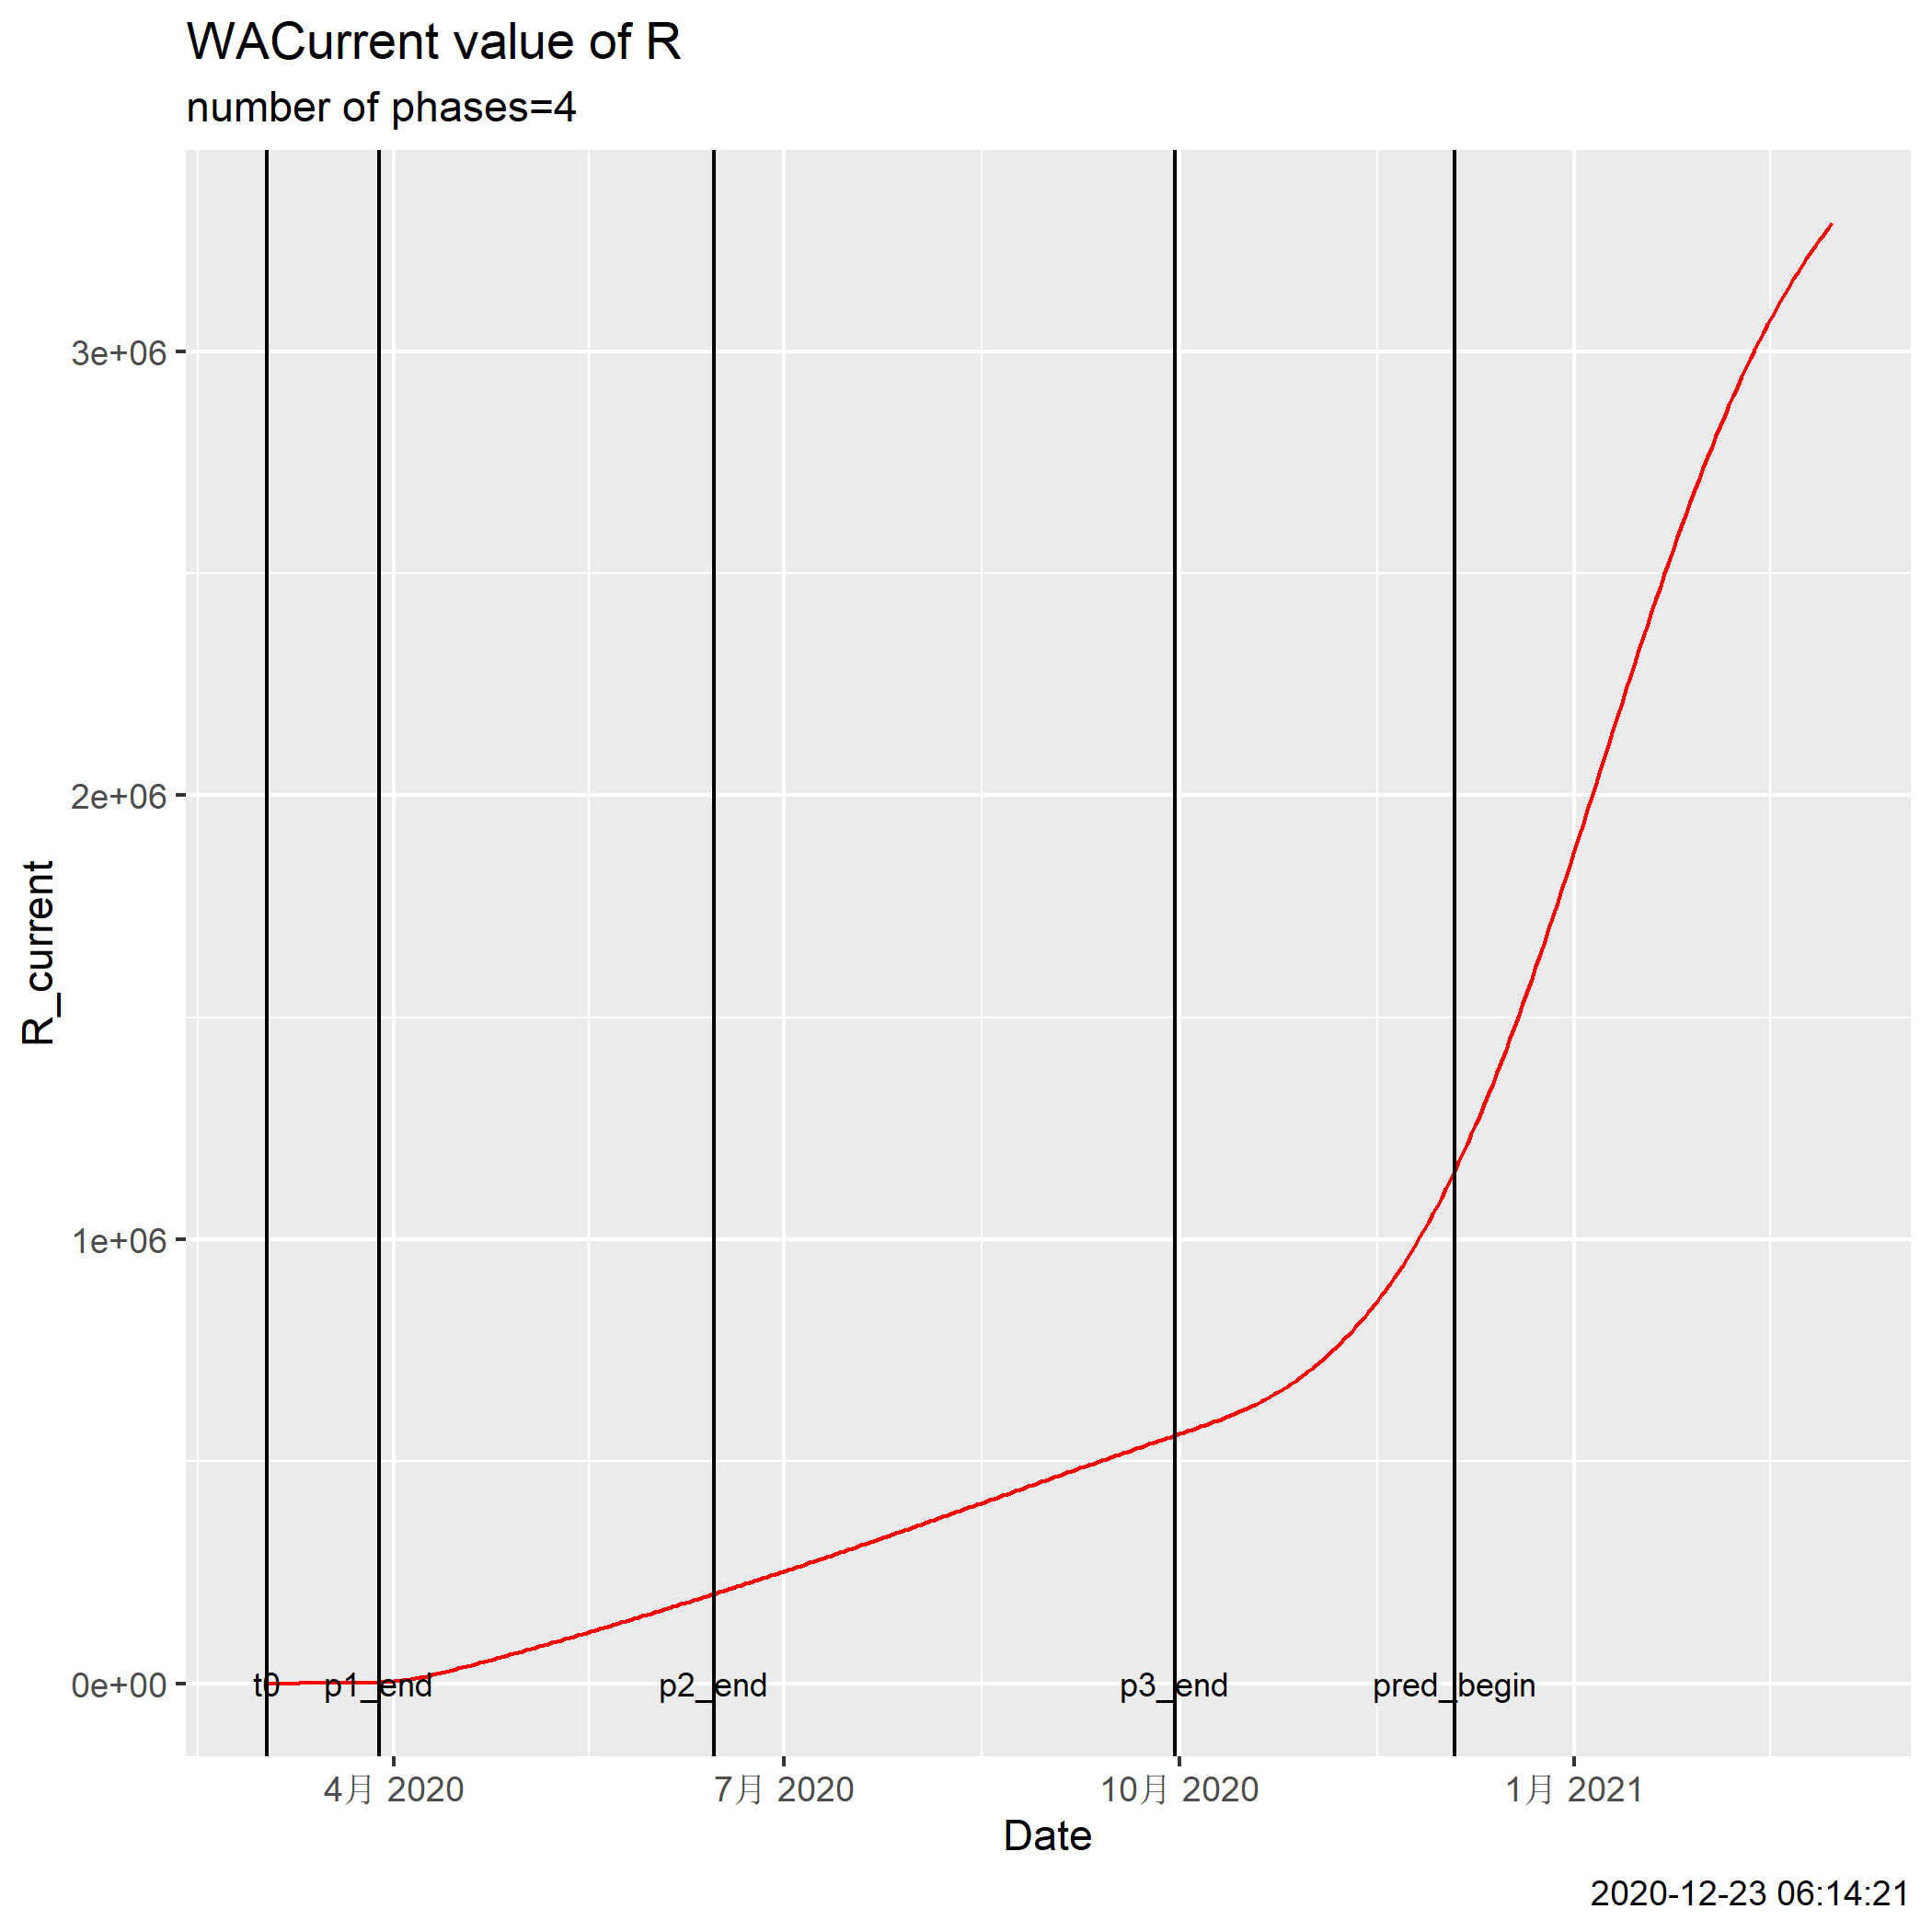 WACurrent value of R
number of phases=4
3e+06
2e+06
1e+06
0e+00
R_current
t0 p1_end p2_end p3_end pred_begin
4月 2020 7月 2020 10月 2020 1月 2021
Date
2020-12-23 06:14:21